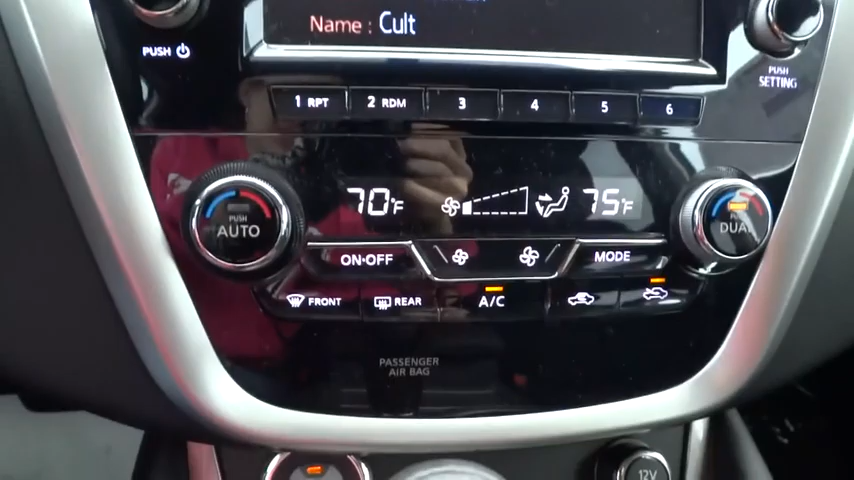 Name : Cult
PUSH
PUSH
SETTING
1 RPT 2 RDM 3 4 5 6
70°F 75°F
PUSH
AUTO
PUSH
DUAL
ON·OFF MODE
FRONT REAR A/C
PASSENGER
AIR BAG
12V